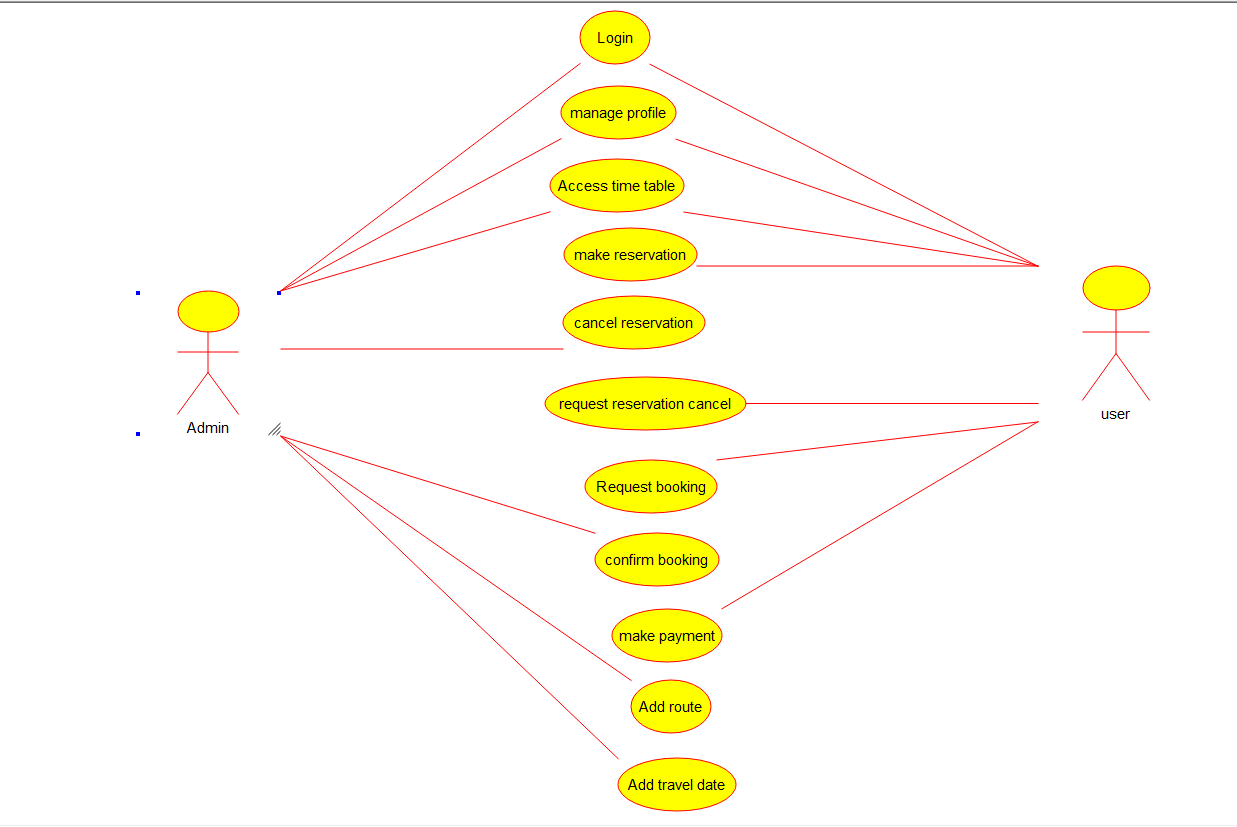 Login
manage profile
Access time table
make reservation
cancel reservation
request reservation cancel
Admin
user
Request booking
confirm booking
make payment
Add route
Add travel date